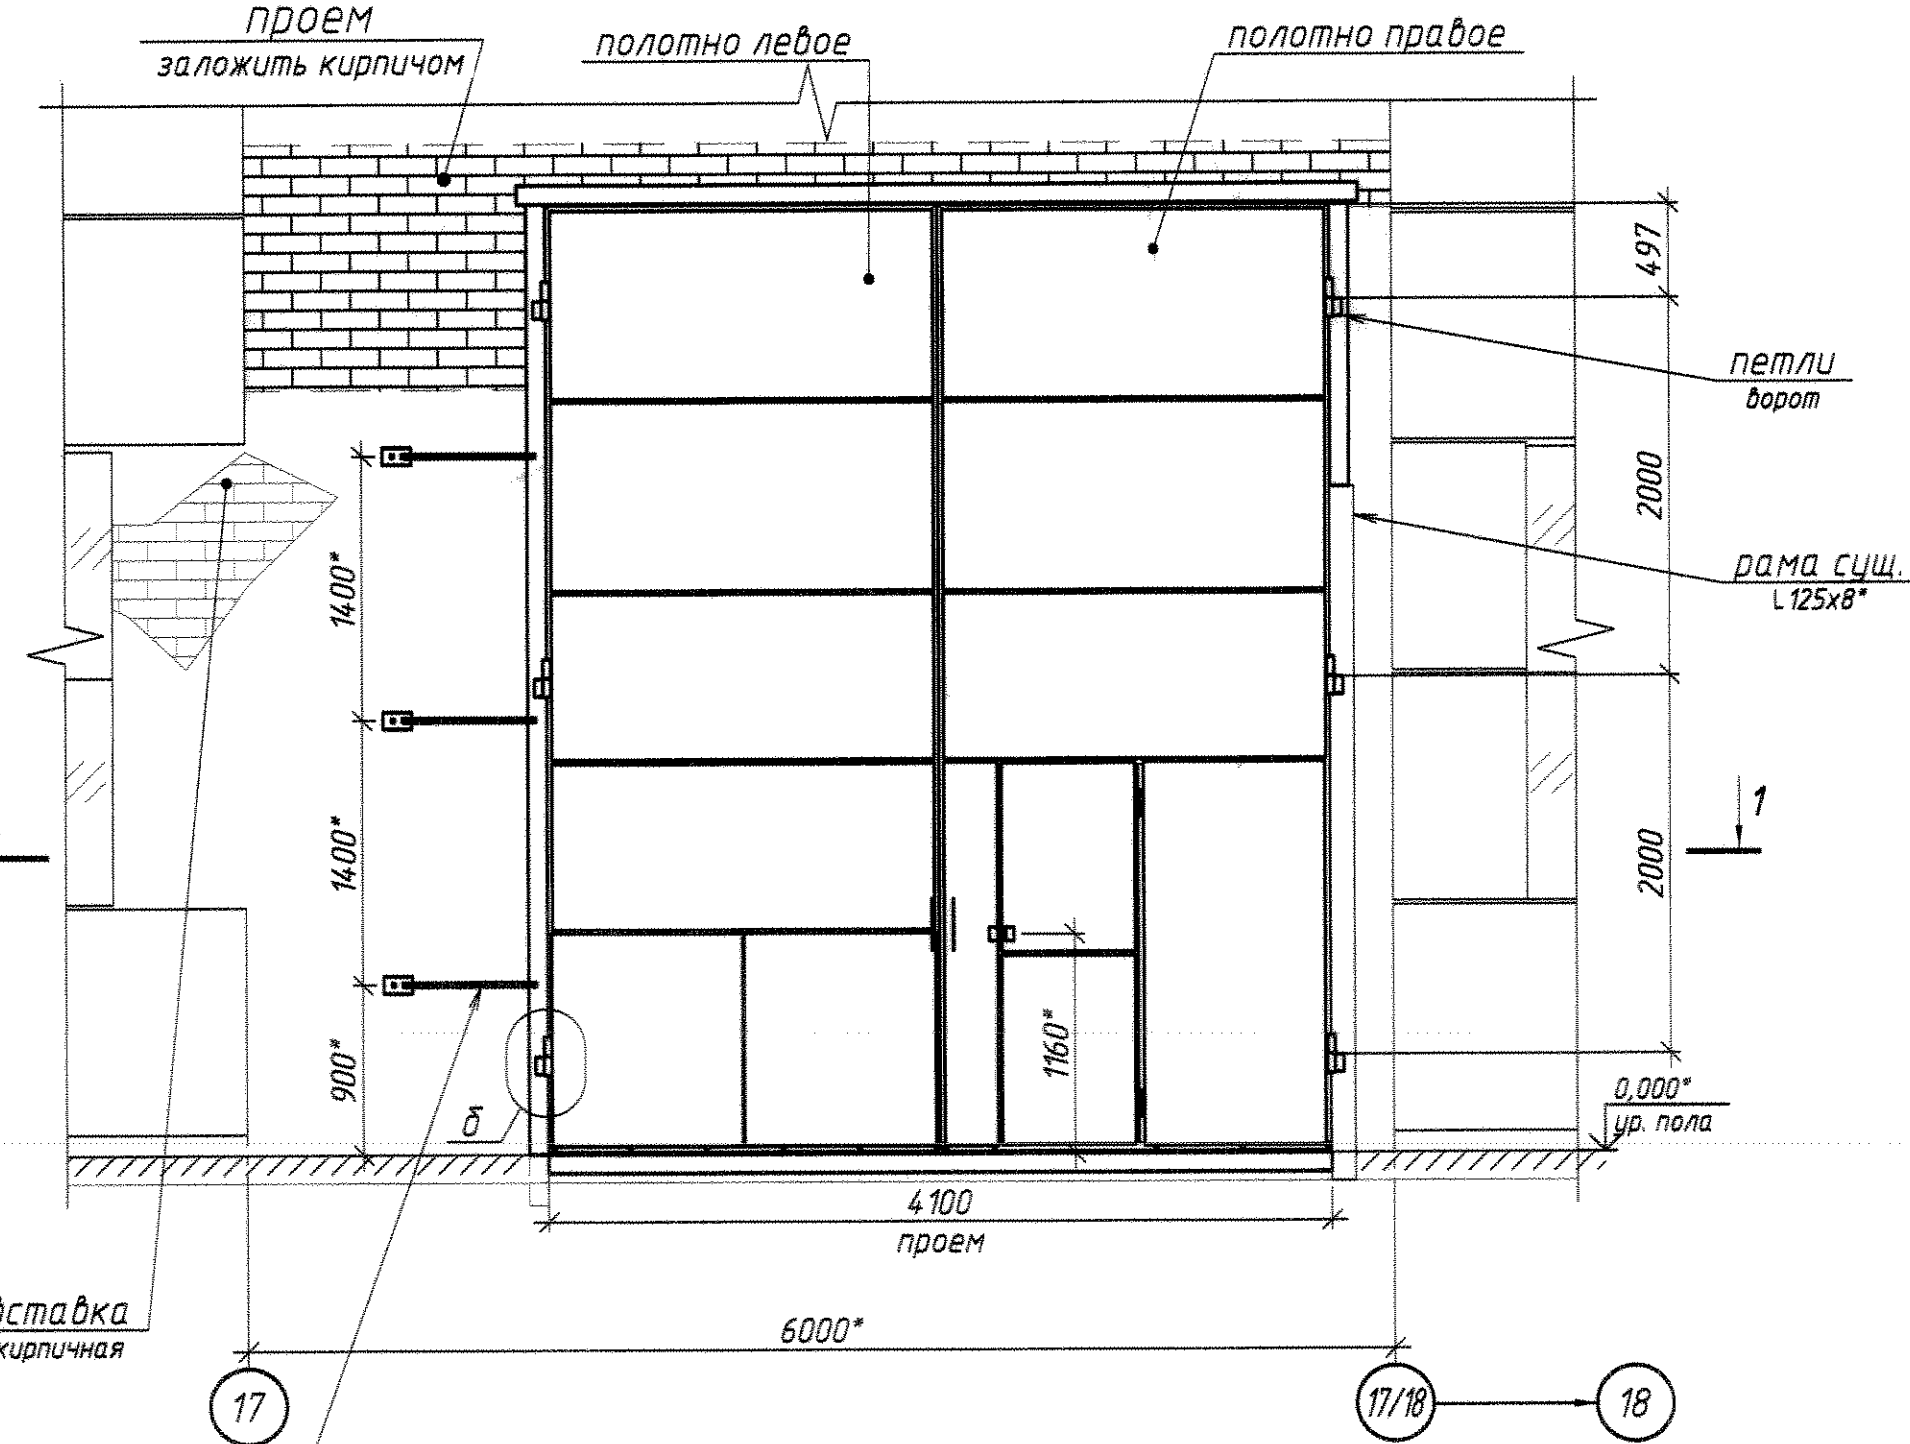 проем
заложить кирпичом
полотно левое
полотно правое
497
петли
ворот
2000
рама сущ.
∟125x8*
1400*
1
1400*
2000
1160*
900*
б
0,000*
ур. пола
4100
проем
кирпичная
6000*
17
17/18
18